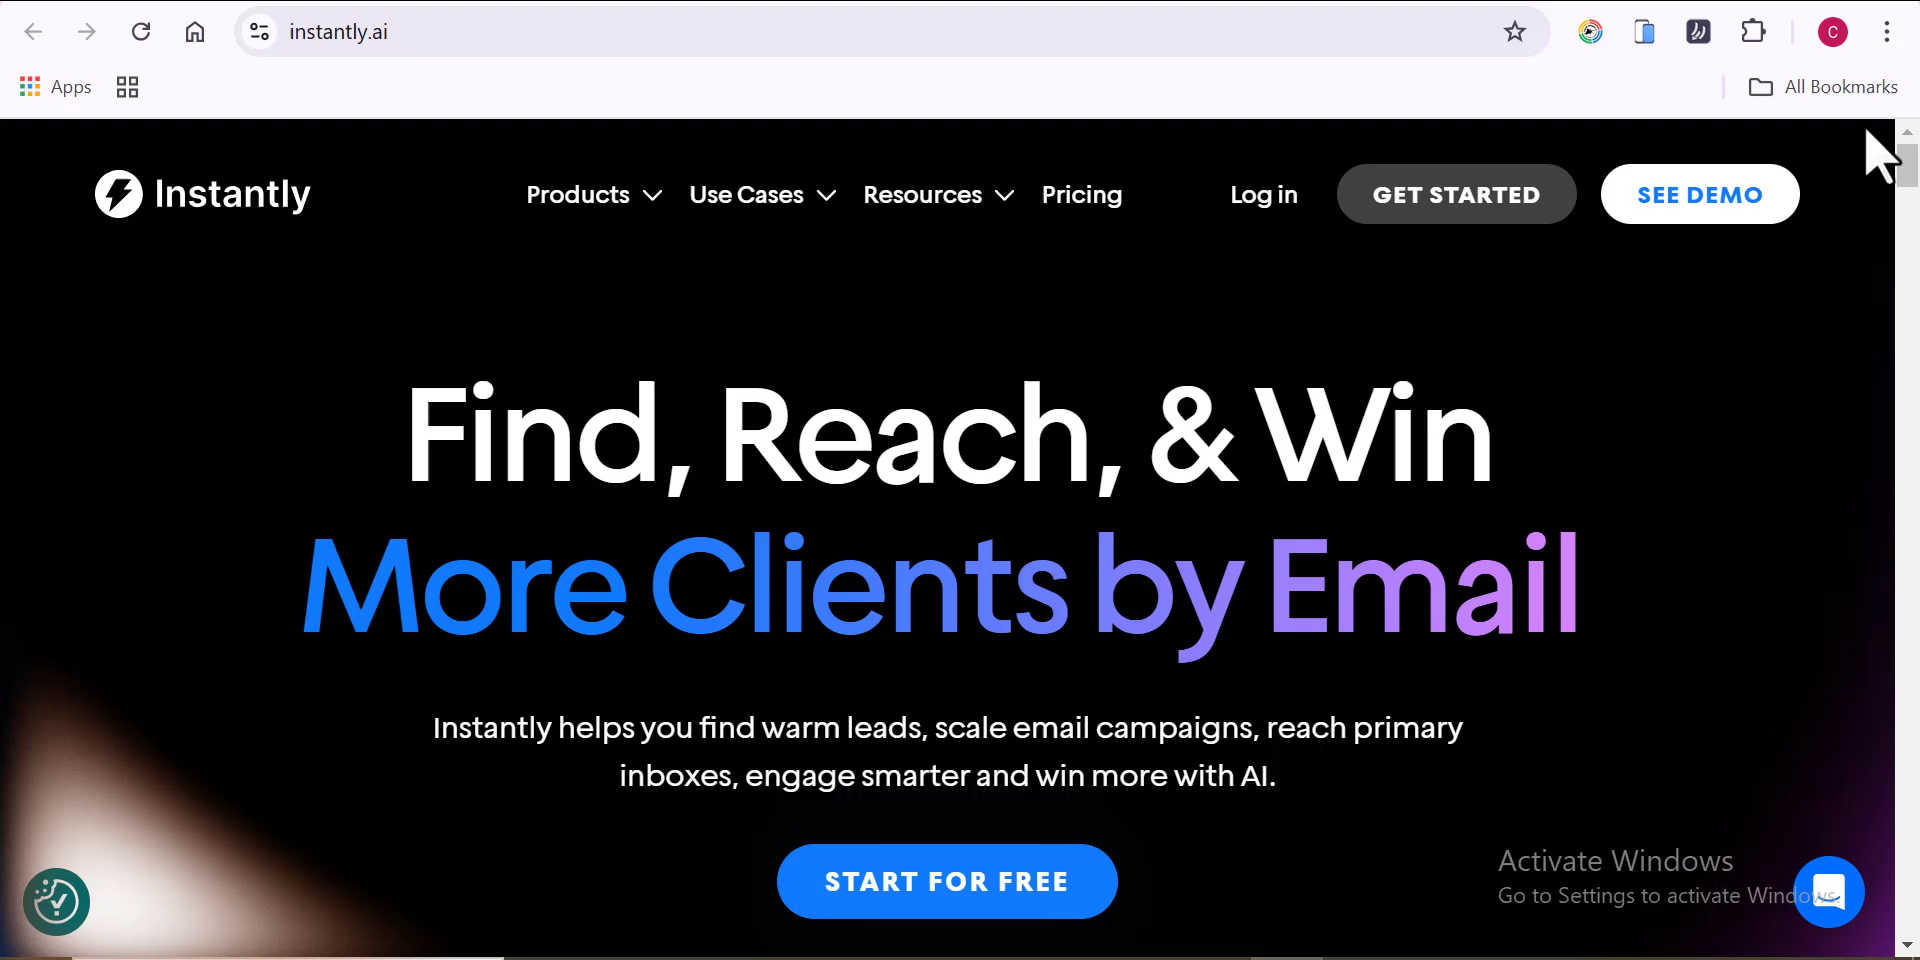 instantly.ai
C
Apps
All Bookmarks
Instantly
Products
Use Cases
Resources
Pricing
Log in
GET STARTED
SEE DEMO
Find, Reach, & Win
More Clients by Email
Instantly helps you find warm leads, scale email campaigns, reach primary
inboxes, engage smarter and win more with AI.
START FOR FREE
Activate Windows
Go to Settings to activate Windows.